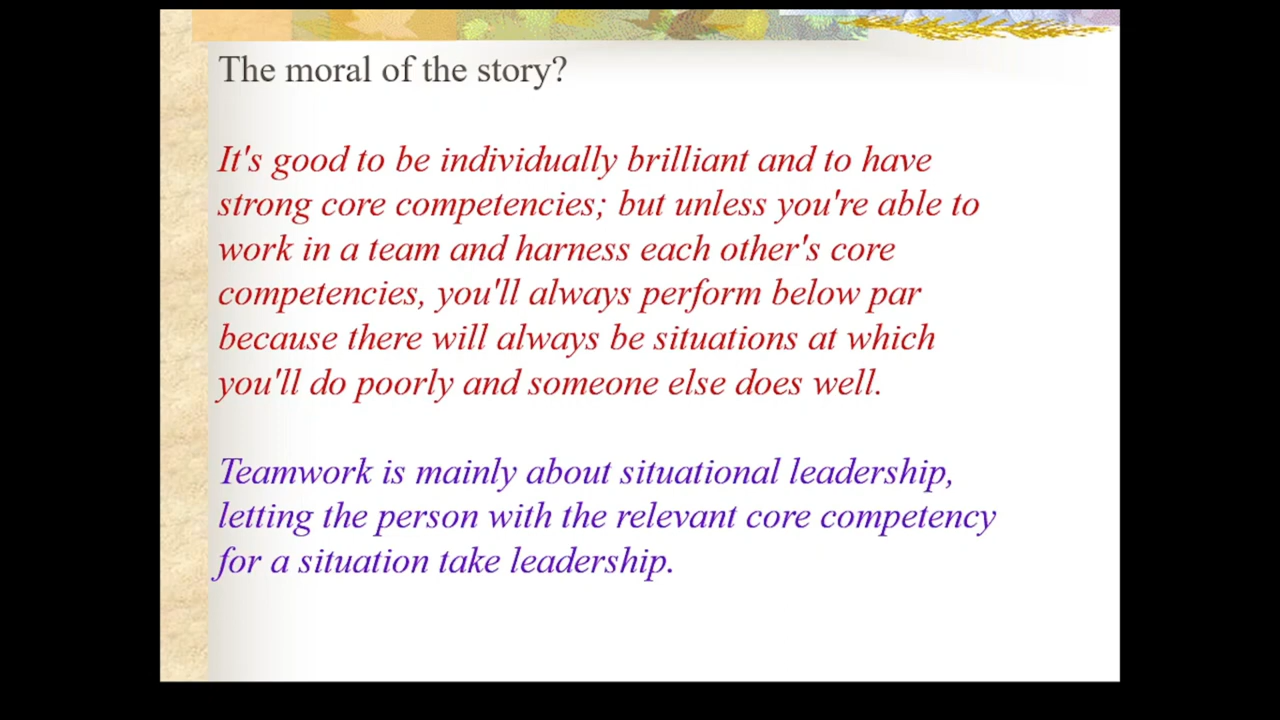 The moral of the story?
It's good to be individually brilliant and to have
strong core competencies; but unless you're able to
work in a team and harness each other's core
competencies, you'll always perform below par
because there will always be situations at which
you'll do poorly and someone else does well.
Teamwork is mainly about situational leadership,
letting the person with the relevant core competency
for a situation take leadership.